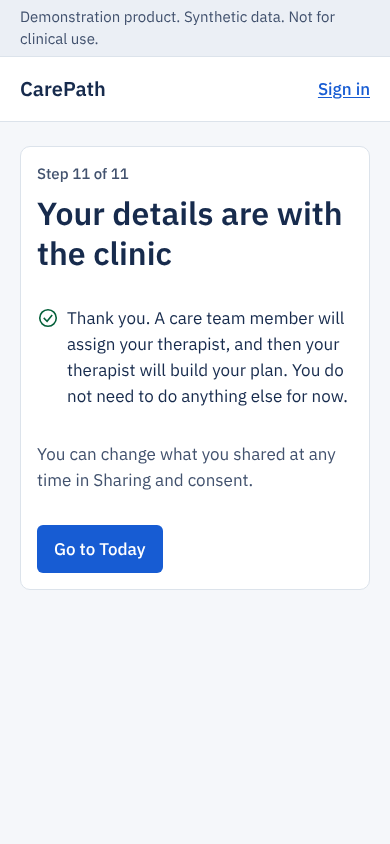 Demonstration product. Synthetic data. Not for
clinical use.
CarePath
Sign in
Step 11 of 11
Your details are with
the clinic
Thank you. A care team member will
assign your therapist, and then your
therapist will build your plan. You do
not need to do anything else for now.
You can change what you shared at any
time in Sharing and consent.
Go to Today